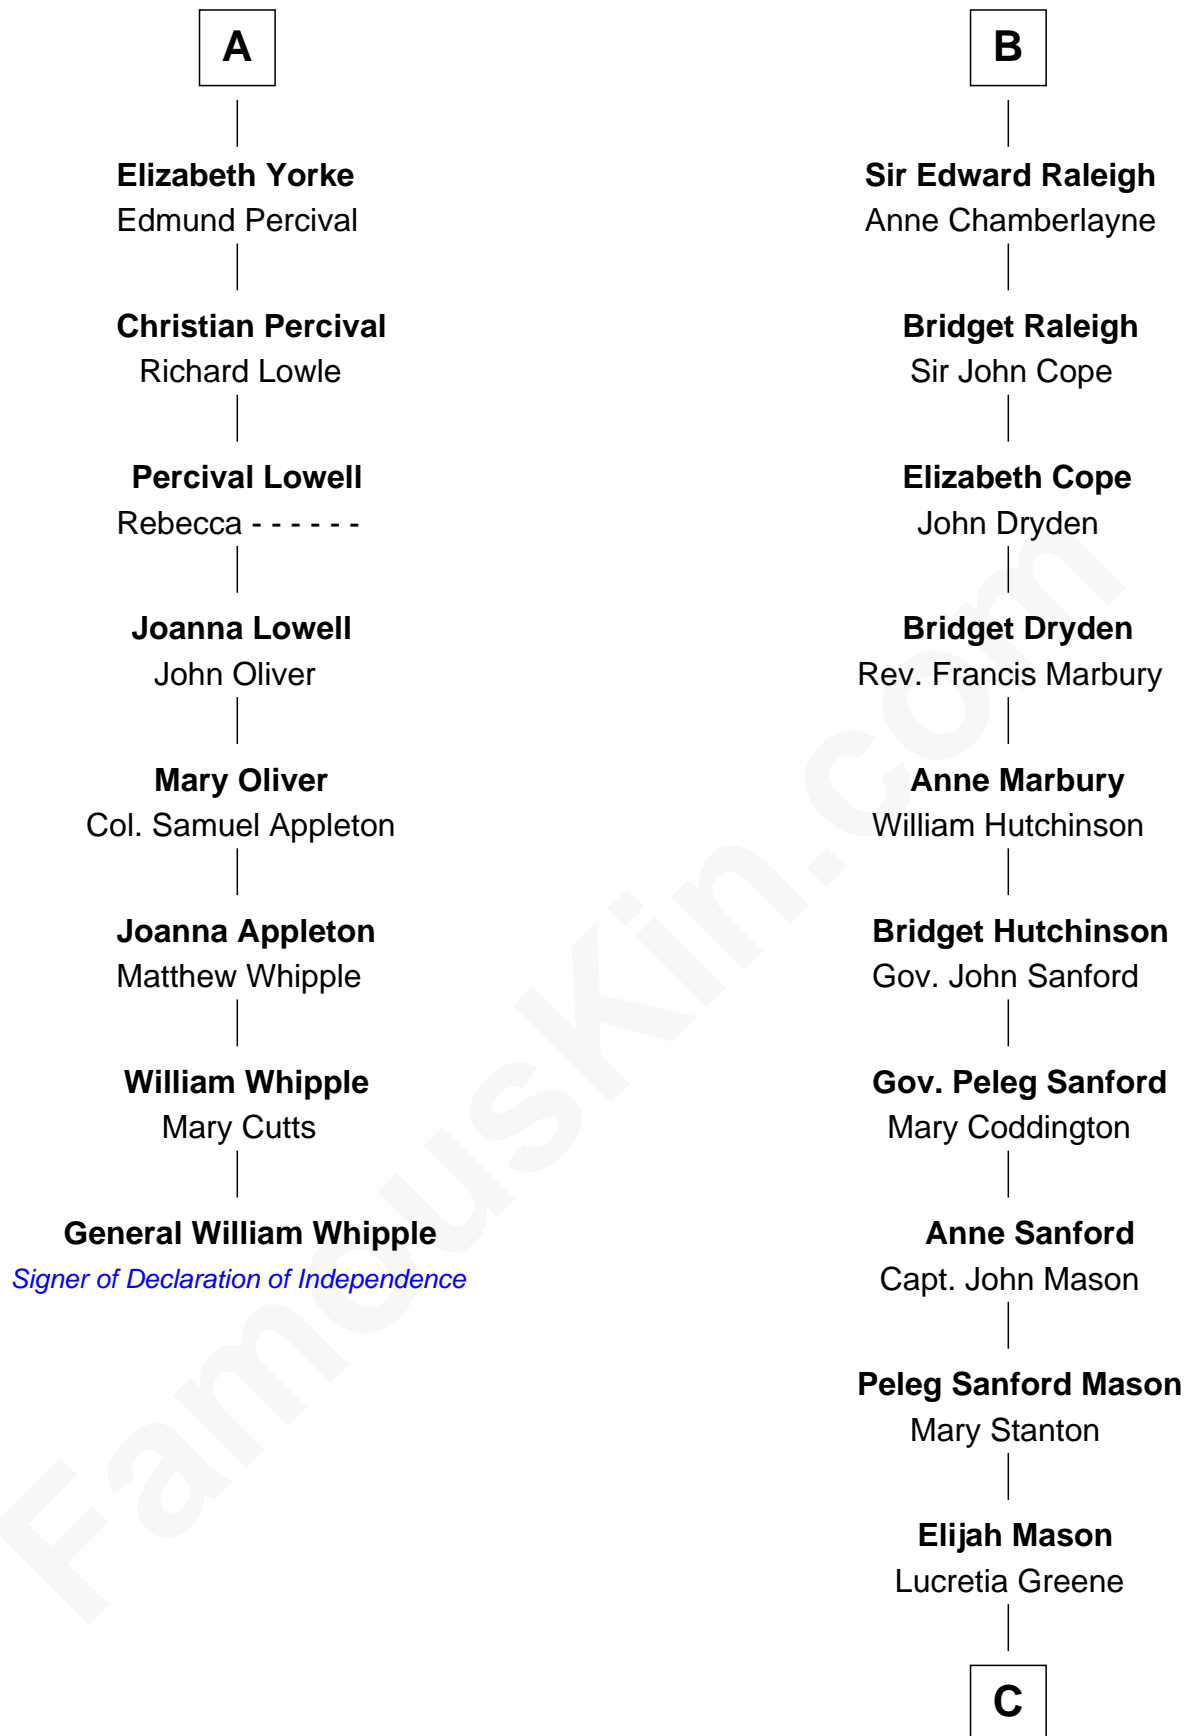 A
Elizabeth Yorke
Edmund Percival
Christian Percival
Richard Lowle
Percival Lowell
Rebecca - - - - - -
Joanna Lowell
John Oliver
Mary Oliver
Col. Samuel Appleton
Joanna Appleton
Matthew Whipple
William Whipple
Mary Cutts
General William Whipple
Signer of Declaration of Independence
B
Sir Edward Raleigh
Anne Chamberlayne
Bridget Raleigh
Sir John Cope
Elizabeth Cope
John Dryden
Bridget Dryden
Rev. Francis Marbury
Anne Marbury
William Hutchinson
Bridget Hutchinson
Gov. John Sanford
Gov. Peleg Sanford
Mary Coddington
Anne Sanford
Capt. John Mason
Peleg Sanford Mason
Mary Stanton
Elijah Mason
Lucretia Greene
C
FamousKin.com